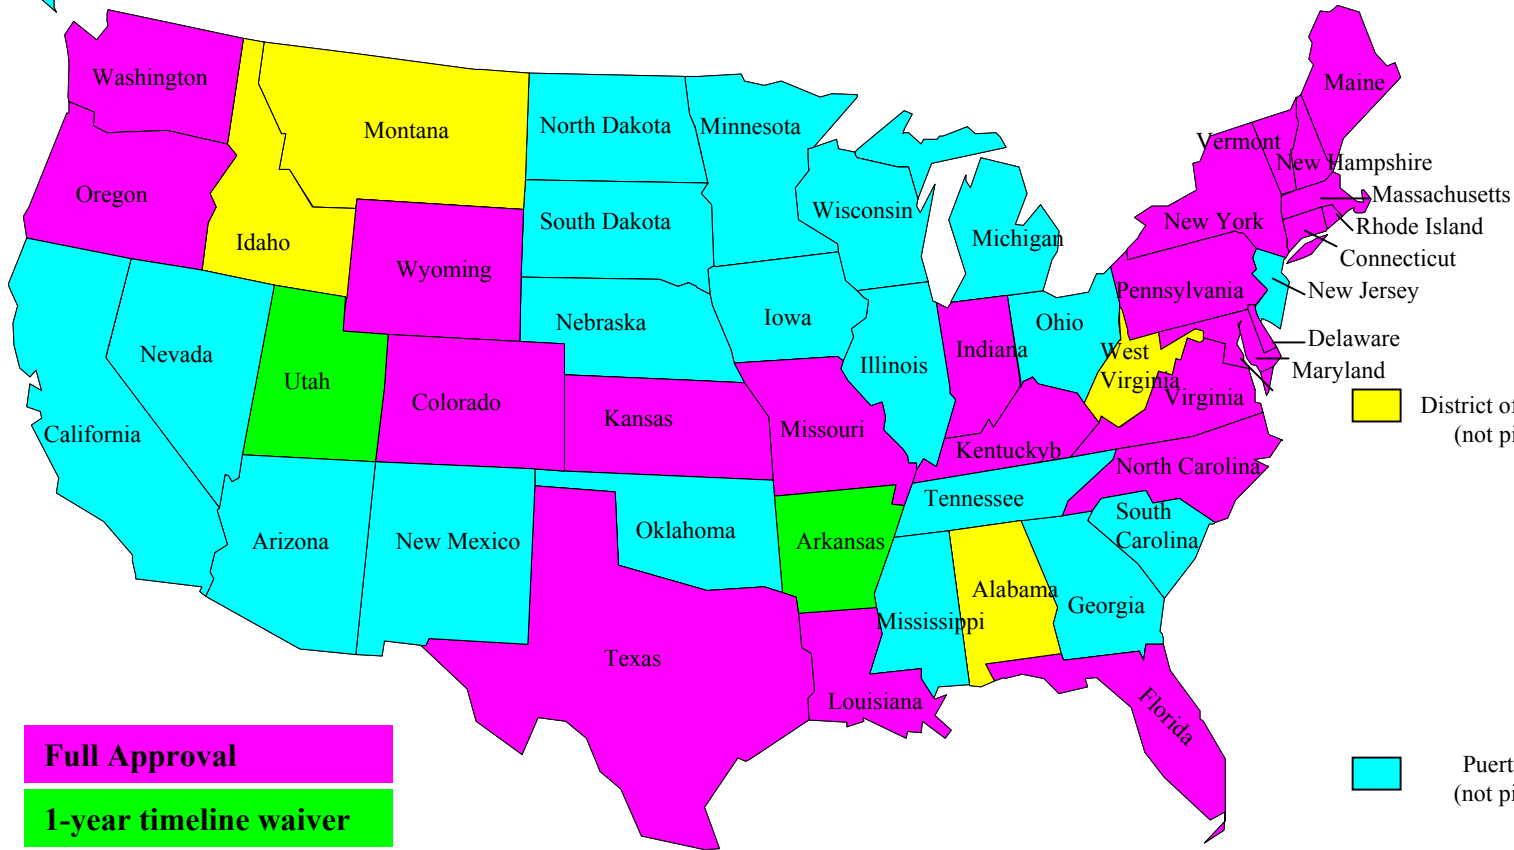 Washington
Montana
North Dakota
Minnesota
Maine
Vermont
New Hampshire
Massachusetts
Oregon
Idaho
South Dakota
Wisconsin
Michigan
New York
Rhode Island
Connecticut
Wyoming
Pennsylvania
New Jersey
Nebraska
Iowa
Ohio
Delaware
Nevada
Utah
Illinois
Indiana
West
Virginia
Maryland
Colorado
Kansas
Missouri
Virginia
California
Kentuckyb
District of
(not
North Carolina
Tennessee
South
Carolina
Arizona
New Mexico
Oklahoma
Arkansas
Alabama
Georgia
Mississippi
Texas
Louisiana
Florida
Full Approval
1-year timeline waiver
(not